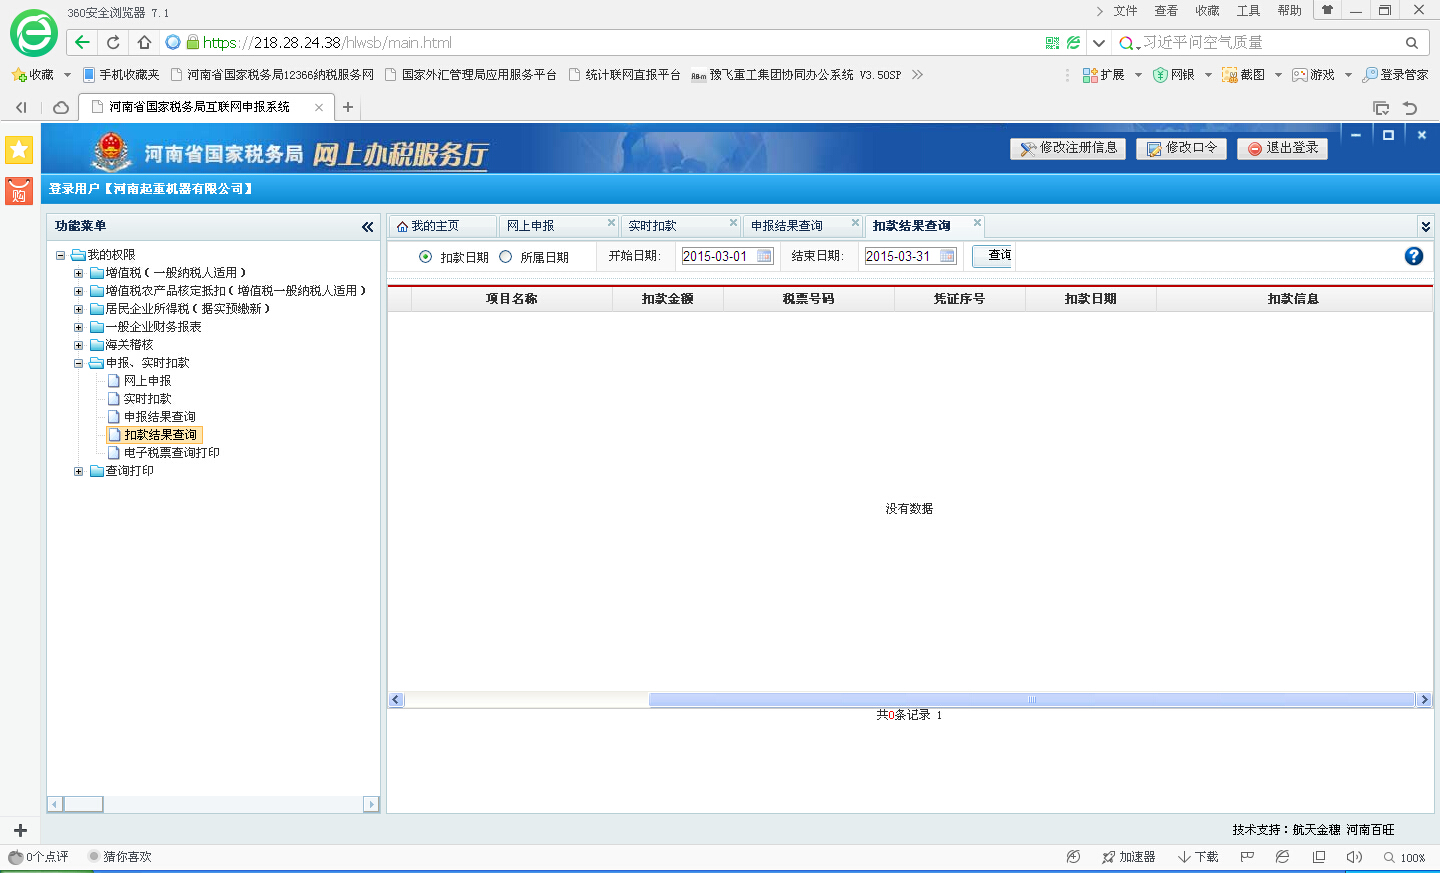 360安全浏览器 7.1
文件 查看 收藏 工具 帮助
https://218.28.24.38/hlwsb/main.html
习近平问空气质量
收藏 手机收藏夹 河南省国家税务局12366纳税服务网 国家外汇管理局应用服务平台 统计联网直报平台 豫飞重工集团协同办公系统 V3.50SP
扩展 网银 截图 游戏 登录管家
河南省国家税务局互联网申报系统
河南省国家税务局 网上办税服务厅
修改注册信息 修改口令 退出登录
购
登录用户【河南起重机器有限公司】
功能菜单
我的主页 网上申报 实时扣款 申报结果查询 扣款结果查询
扣款日期 所属日期 开始日期: 2015-03-01 结束日期: 2015-03-31 查询
我的权限
增值税（一般纳税人适用）
增值税农产品核定抵扣（增值税一般纳税人适用）
居民企业所得税（据实预缴新）
一般企业财务报表
海关稽核
申报、实时扣款
网上申报
实时扣款
申报结果查询
扣款结果查询
电子税票查询打印
查询打印
项目名称 扣款金额 税票号码 凭证序号 扣款日期 扣款信息
没有数据
共0条记录 1
技术支持：航天金穗 河南百旺
0个点评 猜你喜欢
加速器 下载 100%